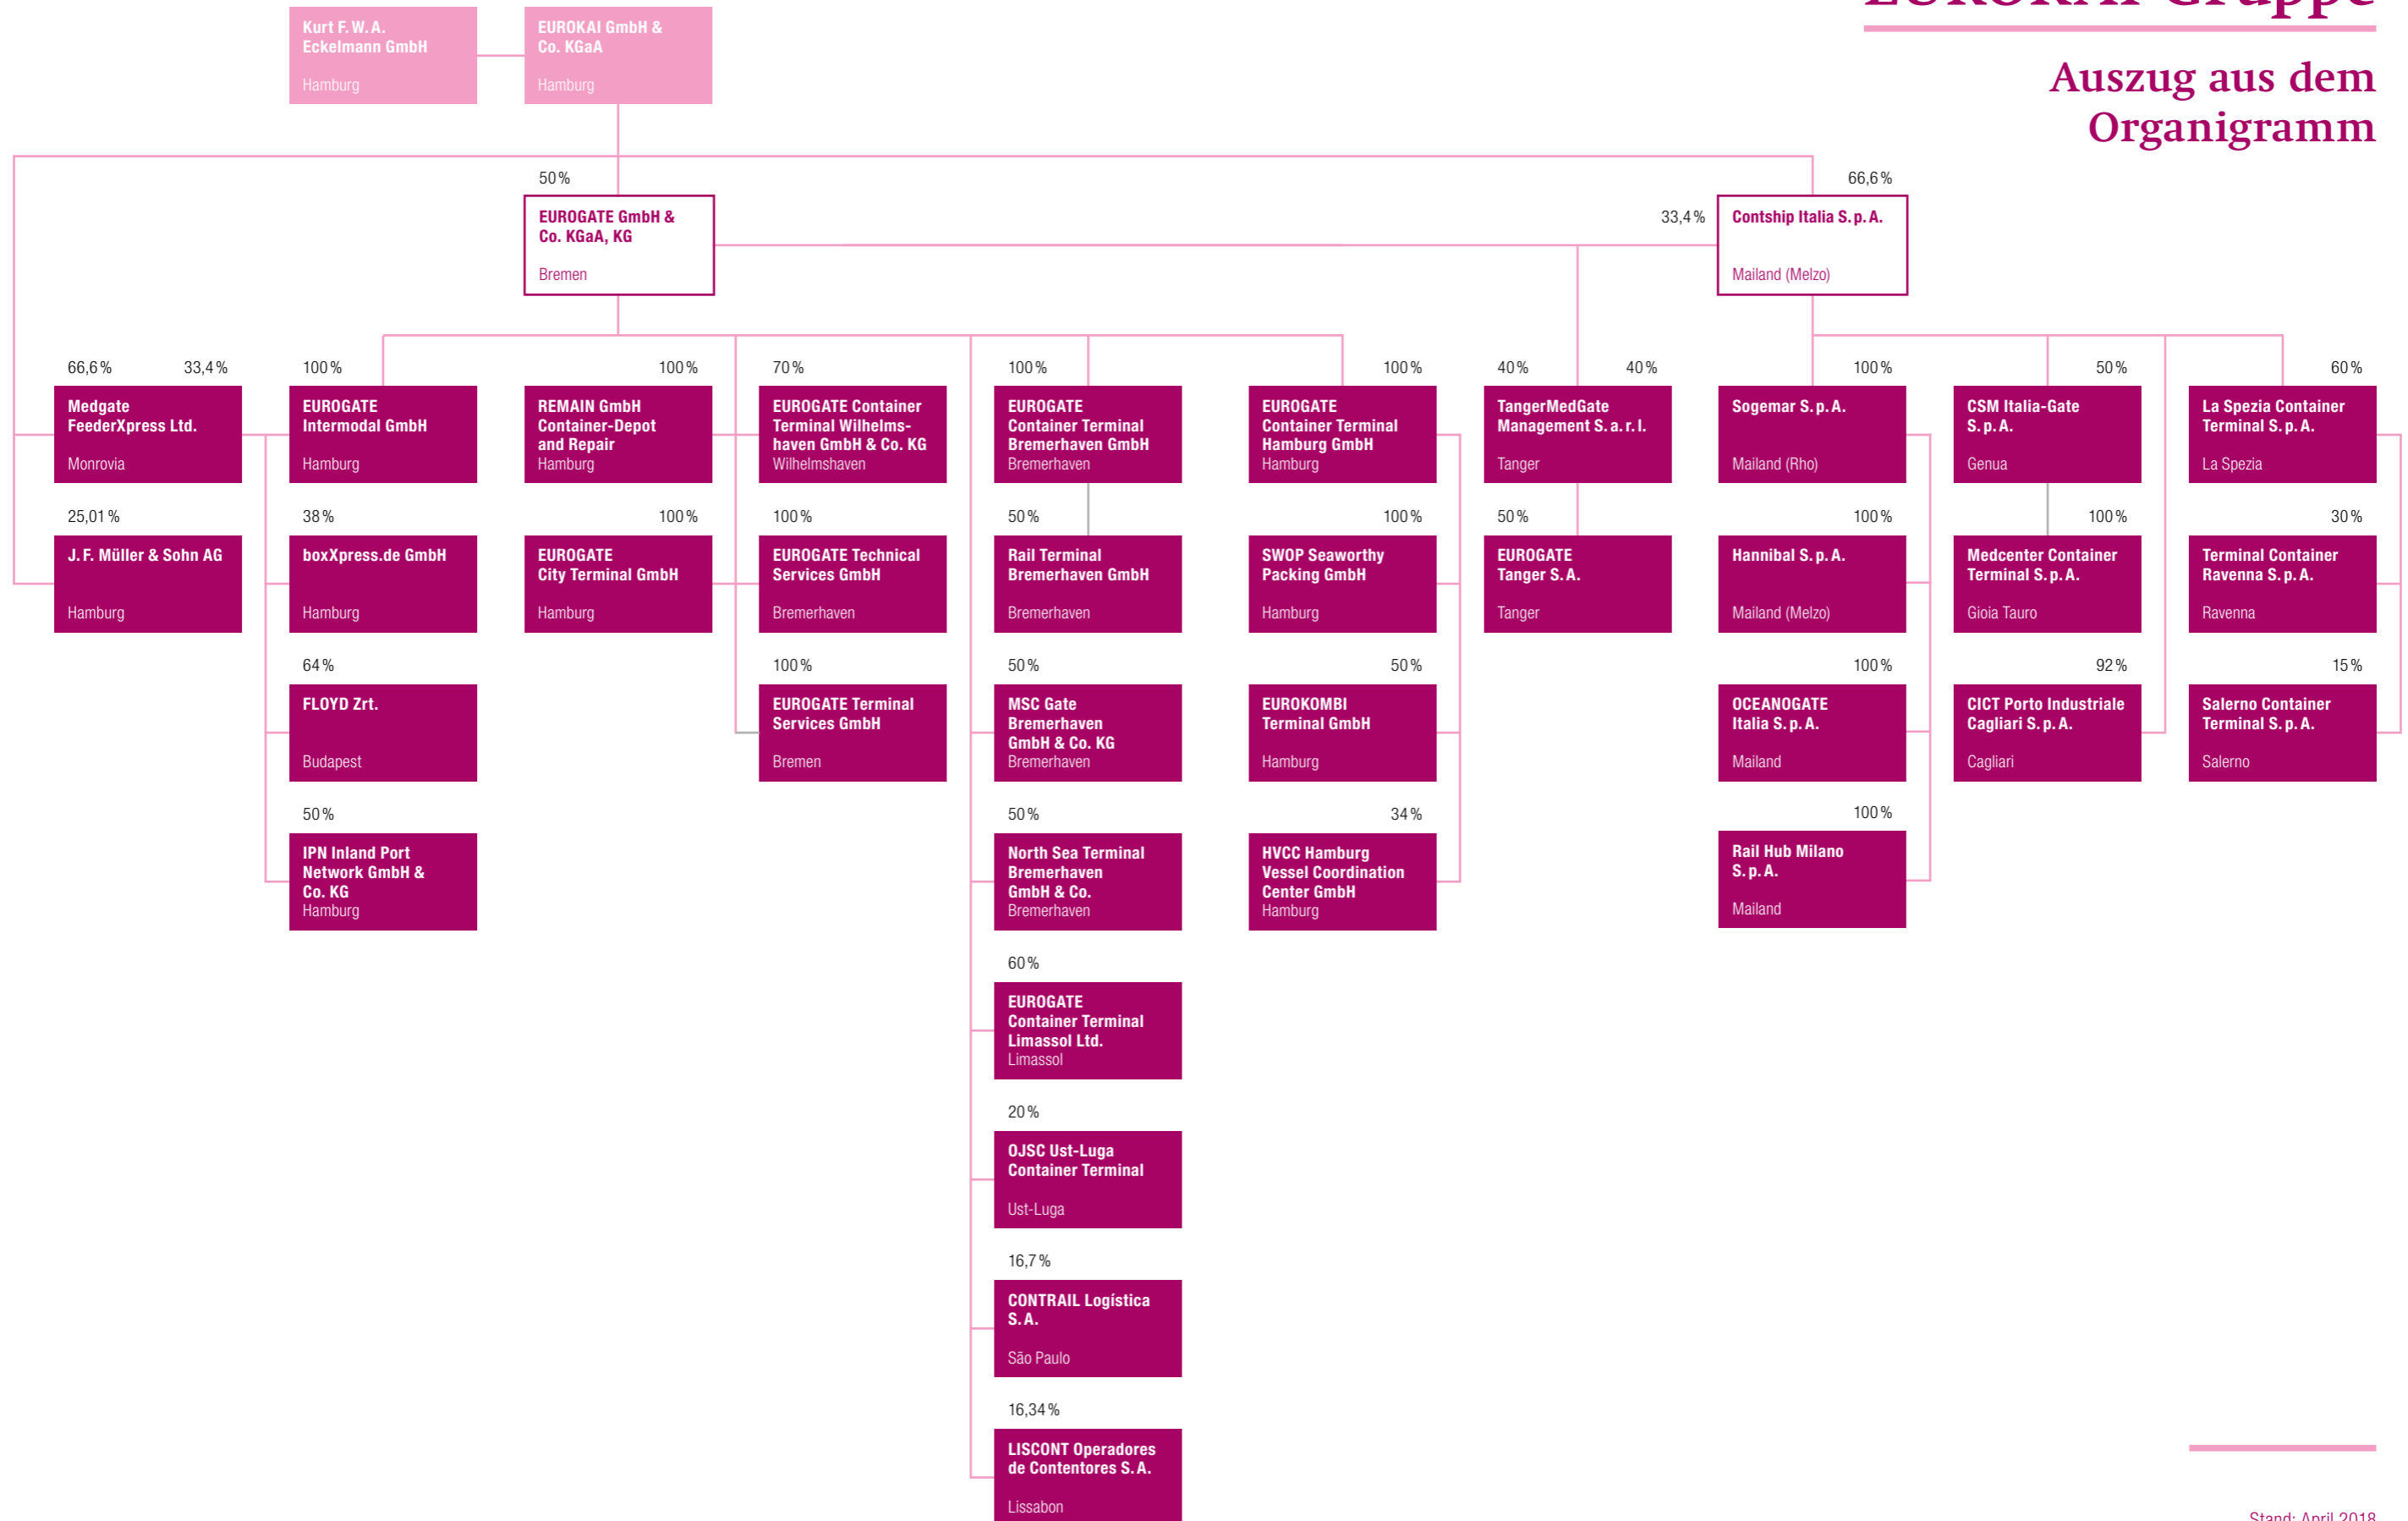 EUROKAI-Gruppe
Auszug aus dem
Organigramm
Kurt F. W. A.
Eckelmann GmbH
Hamburg
EUROKAI GmbH &
Co. KGaA
Hamburg
50 %
EUROGATE GmbH &
Co. KGaA, KG
Bremen
66,6 %
33,4 %
Contship Italia S. p. A.
Mailand (Melzo)
66,6 %
33,4 %
Medgate
FeederXpress Ltd.
Monrovia
25,01 %
J. F. Müller & Sohn AG
Hamburg
100 %
EUROGATE
Intermodal GmbH
Hamburg
38 %
boxXpress.de GmbH
Hamburg
64 %
FLOYD Zrt.
Budapest
50 %
IPN Inland Port
Network GmbH &
Co. KG
Hamburg
100 %
REMAIN GmbH
Container-Depot
and Repair
Hamburg
100 %
EUROGATE
City Terminal GmbH
Hamburg
70 %
EUROGATE Container
Terminal Wilhelms-
haven GmbH & Co. KG
Wilhelmshaven
100 %
EUROGATE Technical
Services GmbH
Bremerhaven
100 %
EUROGATE Terminal
Services GmbH
Bremen
100 %
EUROGATE
Container Terminal
Bremerhaven GmbH
Bremerhaven
50 %
Rail Terminal
Bremerhaven GmbH
Bremerhaven
50 %
MSC Gate
Bremerhaven
GmbH & Co. KG
Bremerhaven
50 %
North Sea Terminal
Bremerhaven
GmbH & Co.
Bremerhaven
60 %
EUROGATE
Container Terminal
Limassol Ltd.
Limassol
20 %
OJSC Ust-Luga
Container Terminal
Ust-Luga
16,7 %
CONTRAIL Logística
S. A.
São Paulo
16,34 %
LISCONT Operadores
de Contentores S. A.
Lissabon
100 %
EUROGATE
Container Terminal
Hamburg GmbH
Hamburg
100 %
SWOP Seaworthy
Packing GmbH
Hamburg
50 %
EUROKOMBI
Terminal GmbH
Hamburg
34 %
HVCC Hamburg
Vessel Coordination
Center GmbH
Hamburg
40 %
40 %
TangerMedGate
Management S. a. r. l.
Tanger
50 %
EUROGATE
Tanger S. A.
Tanger
100 %
Sogemar S. p. A.
Mailand (Rho)
100 %
Hannibal S. p. A.
Mailand (Melzo)
100 %
OCEANOGATE
Italia S. p. A.
Mailand
100 %
Rail Hub Milano
S. p. A.
Mailand
50 %
CSM Italia-Gate
S. p. A.
Genua
100 %
Medcenter Container
Terminal S. p. A.
Gioia Tauro
92 %
CICT Porto Industriale
Cagliari S. p. A.
Cagliari
60 %
La Spezia Container
Terminal S. p. A.
La Spezia
30 %
Terminal Container
Ravenna S. p. A.
Ravenna
15 %
Salerno Container
Terminal S. p. A.
Salerno
Stand: April 2018